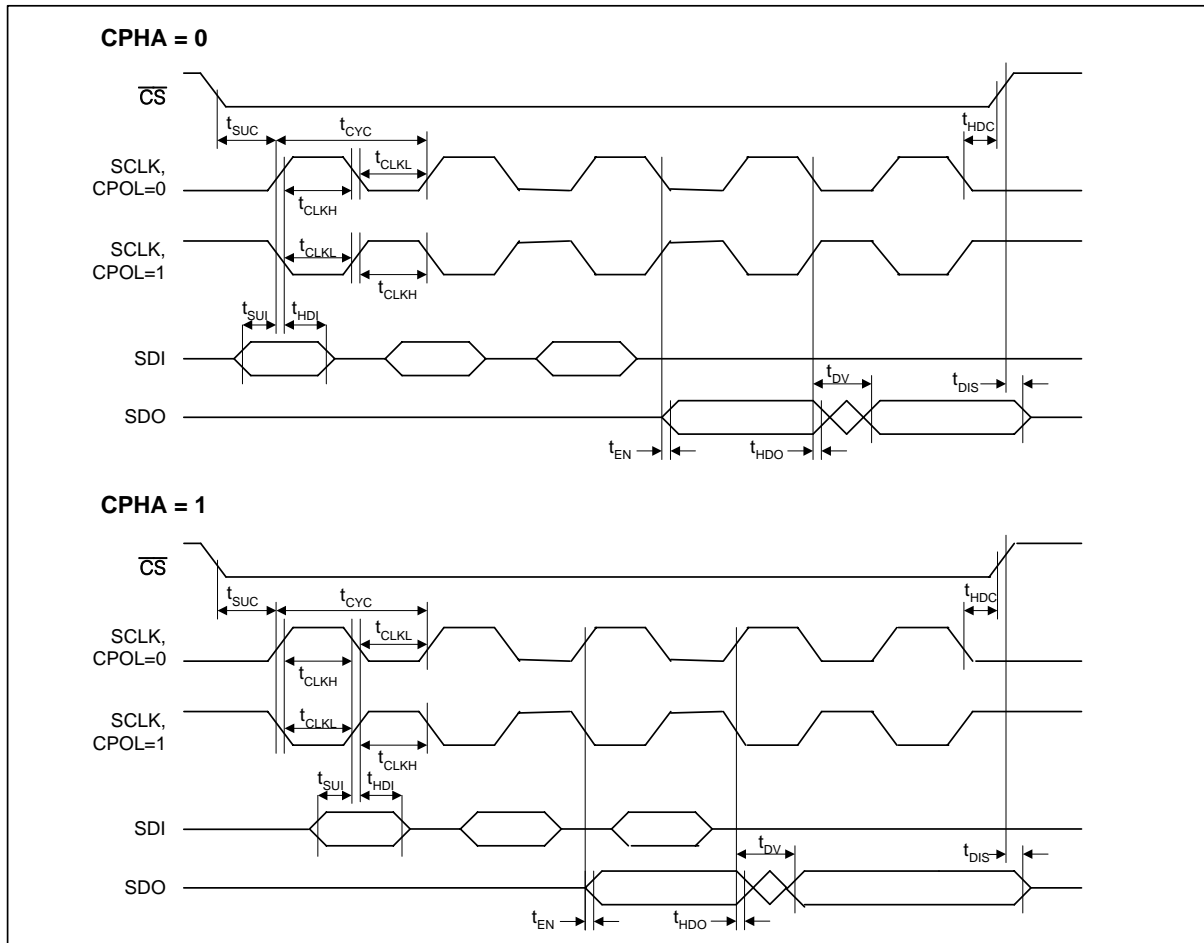 CPHA = 0
CS
tSUC
tCYC
tHDC
tCLKL
SCLK,
CPOL=0
tCLKH
SCLK,
CPOL=1
tCLKL
tCLKH
tSUI
tHDI
SDI
tDV
tDIS
SDO
tEN
tHDO
CPHA = 1
CS
tSUC
tCYC
tHDC
tCLKL
SCLK,
CPOL=0
tCLKH
SCLK,
CPOL=1
tCLKL
tCLKH
tSUI
tHDI
SDI
tDV
tDIS
SDO
tEN
tHDO